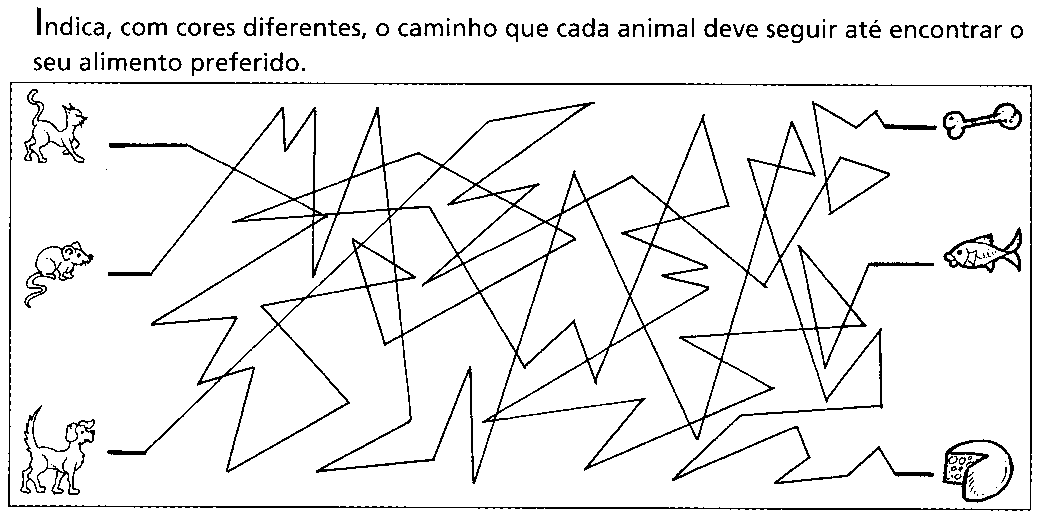 Indica, com cores diferentes, o caminho que cada animal deve seguir até encontrar o
seu alimento preferido.